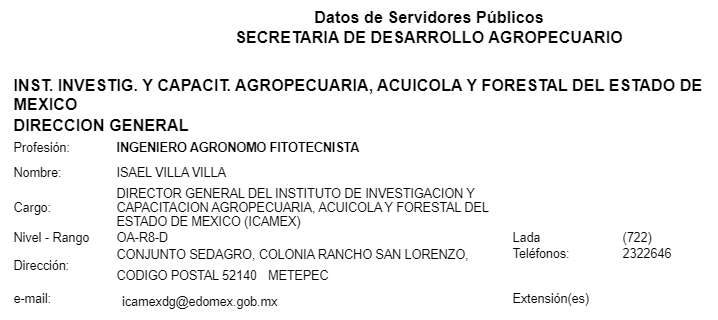 Datos de Servidores Públicos
SECRETARIA DE DESARROLLO AGROPECUARIO
INST. INVESTIG. Y CAPACIT. AGROPECUARIA, ACUICOLA Y FORESTAL DEL ESTADO DE
MEXICO
DIRECCION GENERAL
Profesión: INGENIERO AGRONOMO FITOTECNISTA
Nombre: ISAEL VILLA VILLA
Cargo: DIRECTOR GENERAL DEL INSTITUTO DE INVESTIGACION Y
CAPACITACION AGROPECUARIA, ACUICOLA Y FORESTAL DEL
ESTADO DE MEXICO (ICAMEX)
Nivel - Rango OA-R8-D Lada (722)
Dirección: CONJUNTO SEDAGRO, COLONIA RANCHO SAN LORENZO, Teléfonos: 2322646
CODIGO POSTAL 52140 METEPEC
e-mail: icamexdg@edomex.gob.mx Extensión(es)